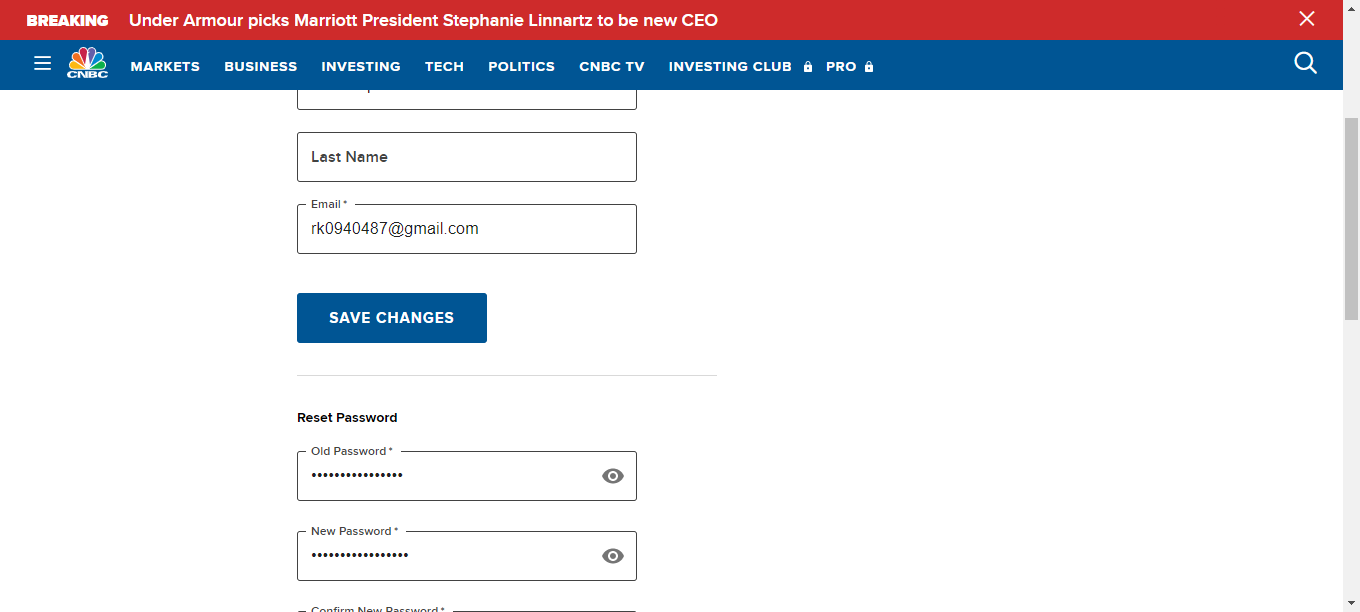 BREAKING Under Armour picks Marriott President Stephanie Linnartz to be new CEO
CNBC MARKETS BUSINESS INVESTING TECH POLITICS CNBC TV INVESTING CLUB PRO
Last Name
Email *
rk0940487@gmail.com
SAVE CHANGES
Reset Password
Old Password *
••••••••••••••••
New Password *
•••••••••••••••••
Confirm New Password *